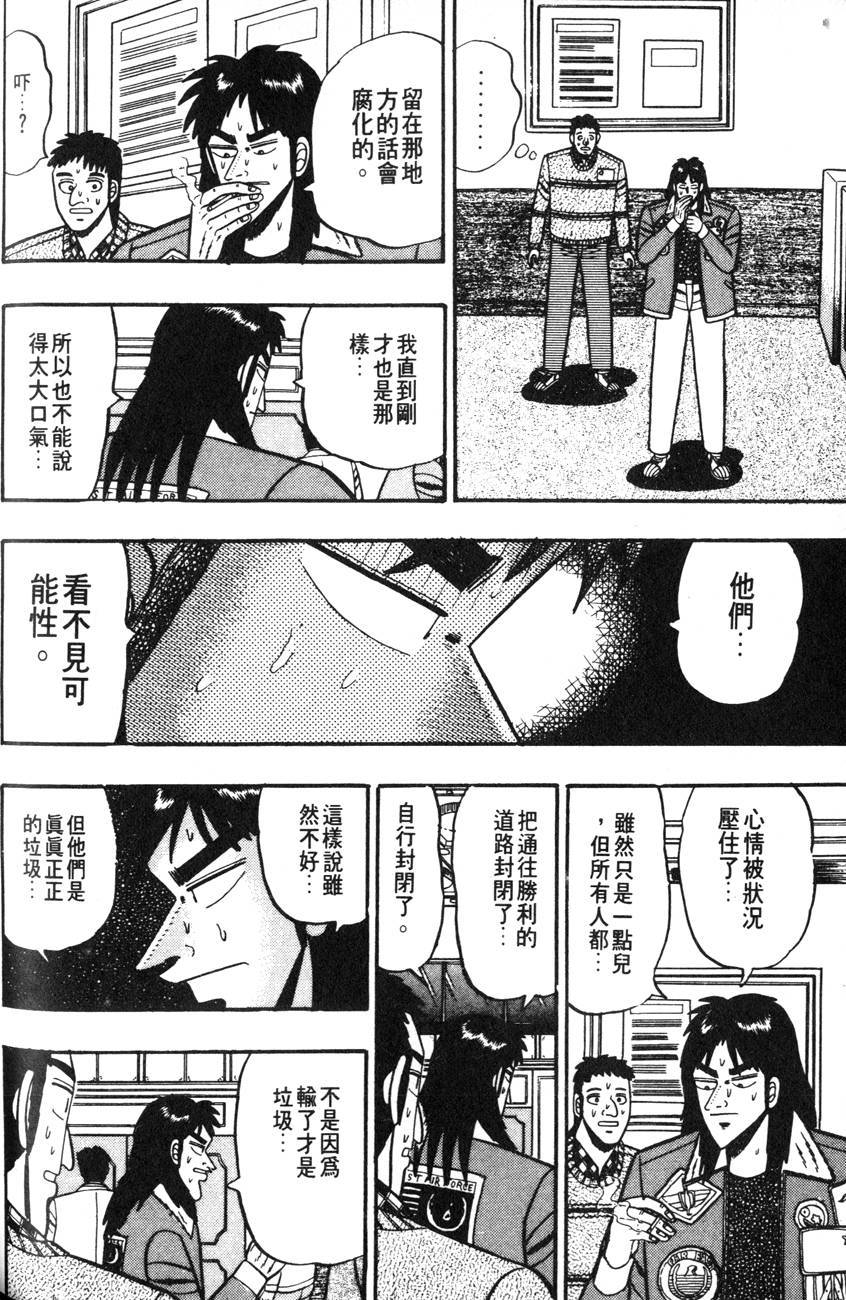 ………
留在那地
方的話會
腐化的。
吓…?
我直到剛
才也是那
樣…
所以也不能說
得太大口氣…
他們…
看不見可
能性。
心情被狀況
壓住了…
雖然只是一點兒
，但所有人都…
把通往勝利的
道路封閉了…
自行封閉了。
這樣說雖
然不好…
但他們是
眞眞正正
的垃圾…
不是因爲
輸了才是
垃圾…
ST AIR FORCE